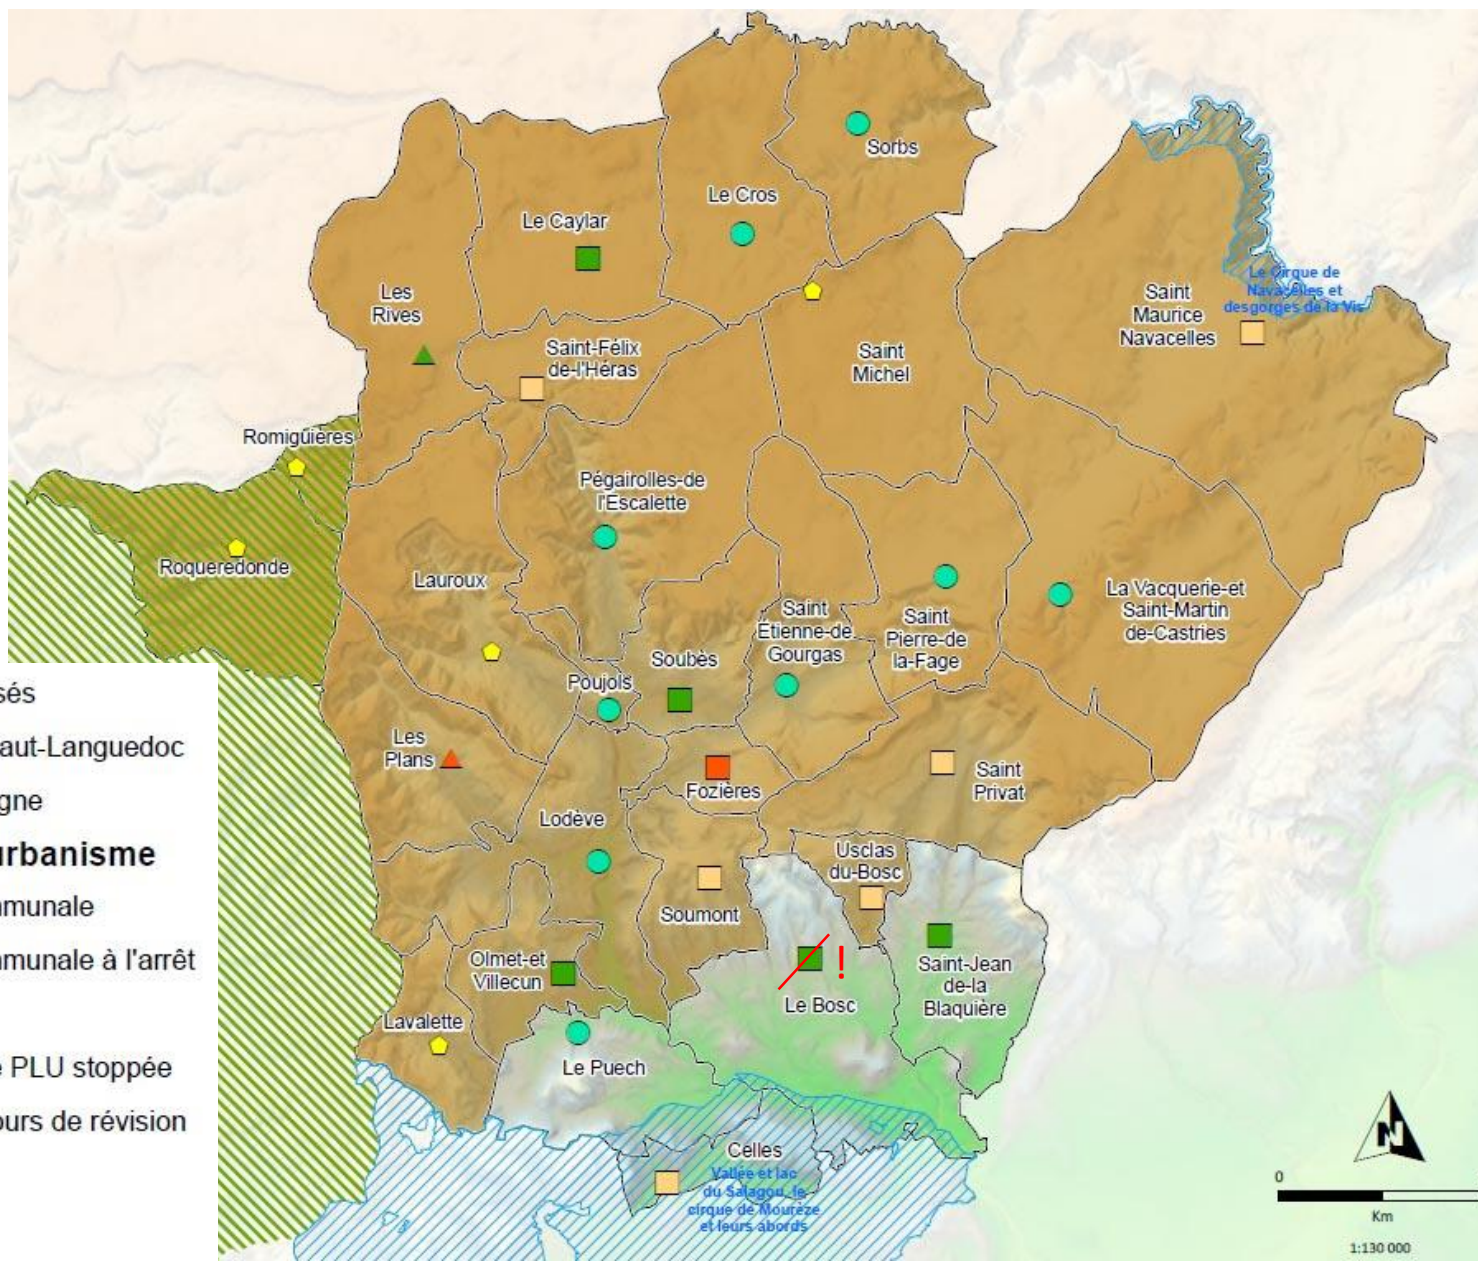 Sorbs
Le Cros
Le Caylar
Les
Rives
Saint-Félix
de-l'Héras
Saint
Michel
Saint
Maurice
Navacelles
Le Cirque de
Navacelles et
desgorges de la Vis
Romiguières
Roqueredonde
Pégairolles-de
l'Escalette
Lauroux
Saint
Étienne-de
Gourgas
Saint
Pierre-de
la-Fage
La Vacquerie-et
Saint-Martin
de-Castries
Soubès
Poujols
Les
Plans
Fozières
Saint
Privat
Lodève
Usclas
du-Bosc
Soumont
Olmet-et
Villecun
!
Le Bosc
Saint-Jean
de-la
Blaquière
Lavalette
Le Puech
Celles
Vallée et lac
du Salagou, le
cirque de Mourèze
et leurs abords
sés
aut-Languedoc
gne
urbanisme
mmunale
mmunale à l'arrêt
e PLU stoppée
ours de révision
N
0
Km
1:130 000